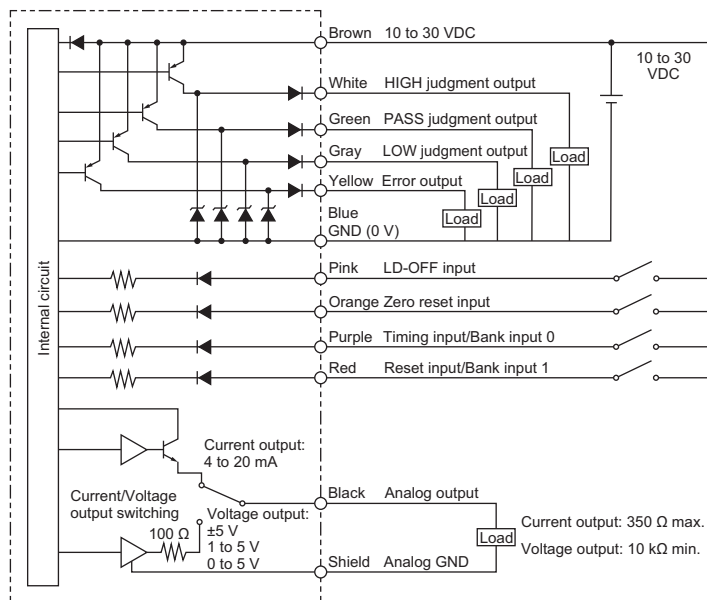 Brown 10 to 30 VDC
10 to 30
VDC
White HIGH judgment output
Green PASS judgment output
Load
Gray LOW judgment output
Load
Yellow Error output
Load
Load
Blue
GND (0 V)
Internal circuit
Pink LD-OFF input
Orange Zero reset input
Purple Timing input/Bank input 0
Red Reset input/Bank input 1
Current output:
4 to 20 mA
Current/Voltage
output switching
Black Analog output
100 Ω
Voltage output:
±5 V
1 to 5 V
0 to 5 V
Load
Current output: 350 Ω max.
Voltage output: 10 kΩ min.
Shield Analog GND